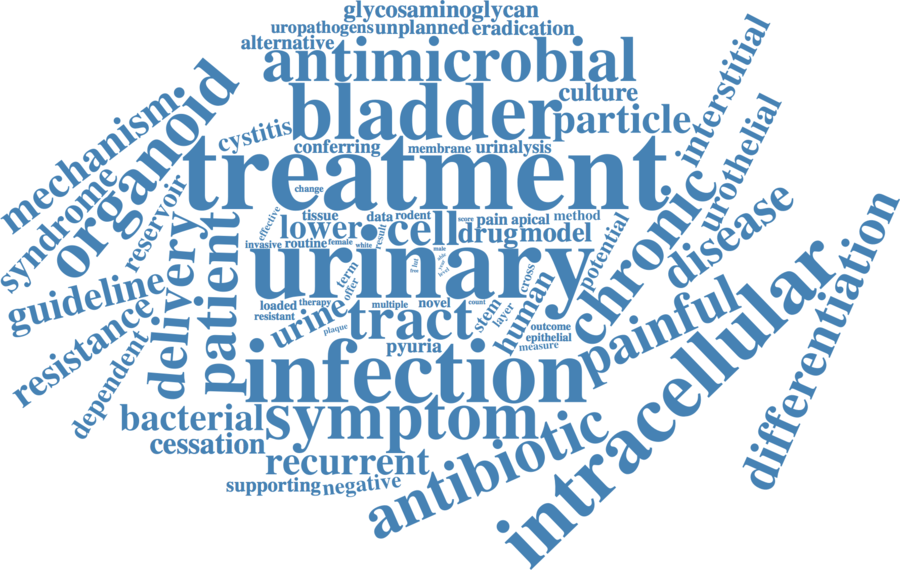 glycosaminoglycan
uropathogens unplanned eradication
alternative
antimicrobial
interstitial
organoid
bladder
culture
mechanism
cystitis
particle
urothelial
conferring
membrane
urinalysis
treatment
syndrome
change
reservoir
effective
tissue
data
rodent
score
pain
apical
method
chronic
disease
lower
cell
drug
model
potential
delivery
patient
invasive
routine
female
white
result
male
urinary
differentiation
guideline
term
offer
but
free
able
year
level
cross
human
resistance
loaded
therapy
multiple
novel
count
stem
layer
resistant
urine
plaque
tract
outcome
epithelial
measure
painful
dependent
pyuria
infection
intracellular
bacterial
symptom
cessation
antibiotic
recurrent
supporting
negative